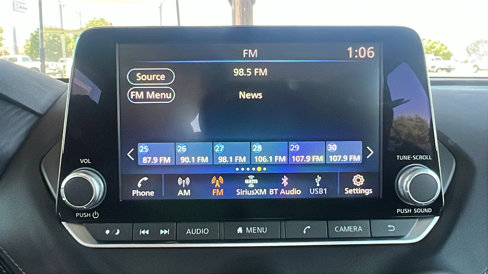 FM
1:06
Source
98.5 FM
FM Menu
News
25 26 27 28 29 30
87.9 FM 90.1 FM 98.1 FM 106.1 FM 107.9 FM 107.9 FM
Phone AM FM SiriusXM BT Audio USB1 Settings
VOL
PUSH
TUNE·SCROLL
PUSH SOUND
AUDIO MENU CAMERA